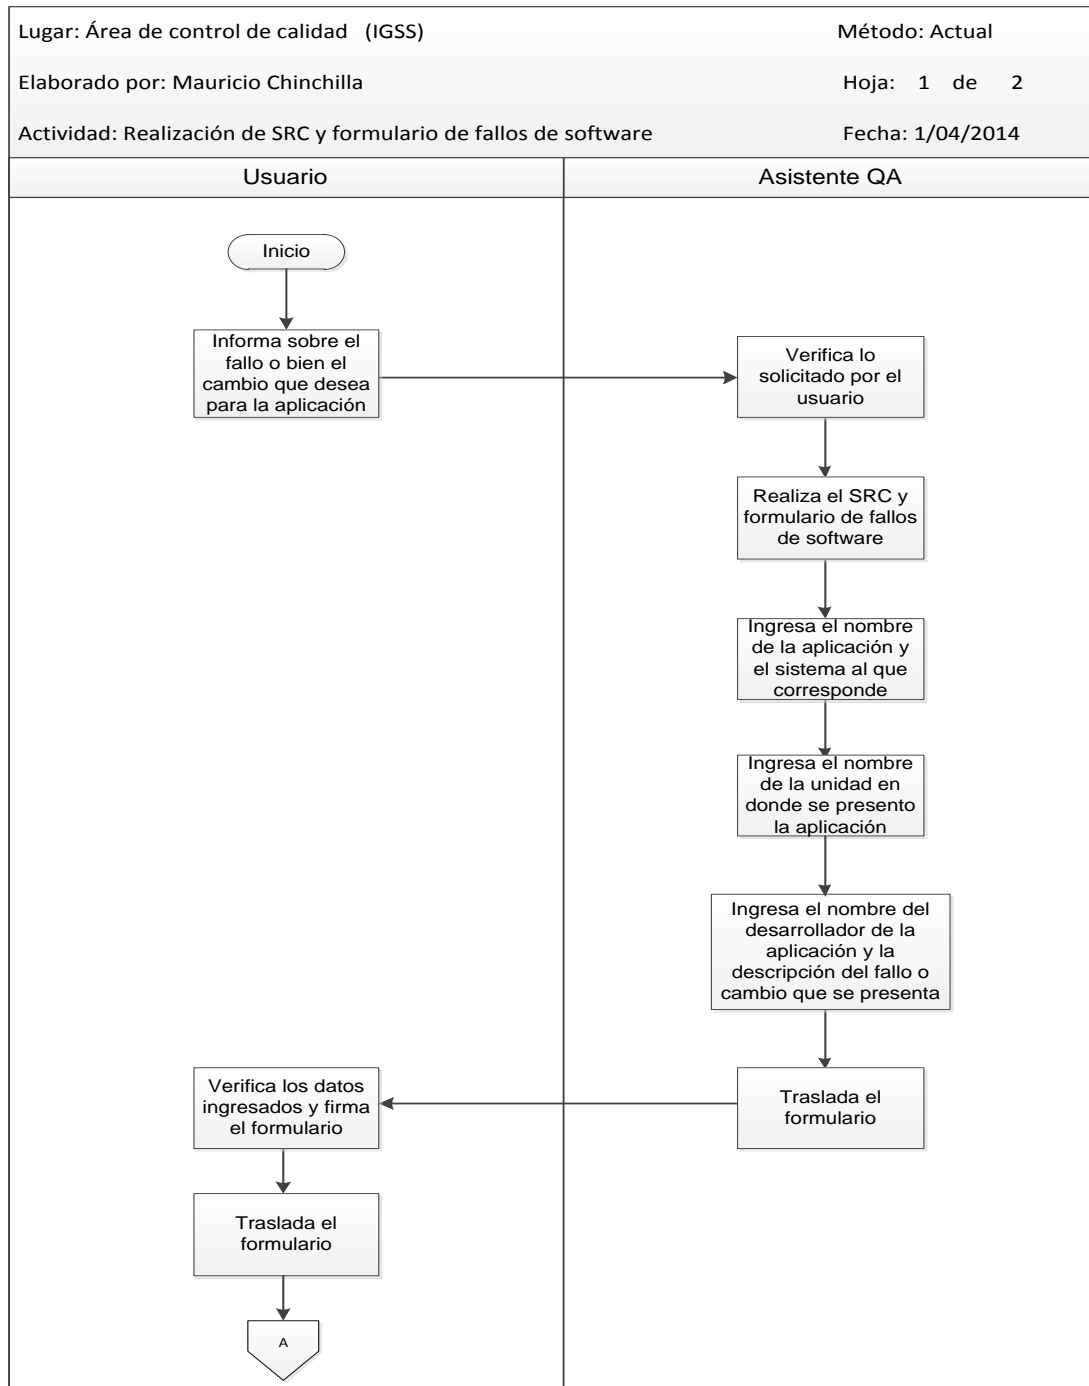 Lugar: Área de control de calidad (IGSS) Método: Actual
Elaborado por: Mauricio Chinchilla Hoja: 1 de 2
Actividad: Realización de SRC y formulario de fallos de software Fecha: 1/04/2014
Usuario Asistente QA
Inicio
Informa sobre el
fallo o bien el
cambio que desea
para la aplicación
Verifica lo
solicitado por el
usuario
Realiza el SRC y
formulario de fallos
de software
Ingresa el nombre
de la aplicación y
el sistema al que
corresponde
Ingresa el nombre
de la unidad en
donde se presento
la aplicación
Ingresa el nombre del
desarrollador de la
aplicación y la
descripción del fallo o
cambio que se presenta
Traslada el
formulario
Verifica los datos
ingresados y firma
el formulario
Traslada el
formulario
A